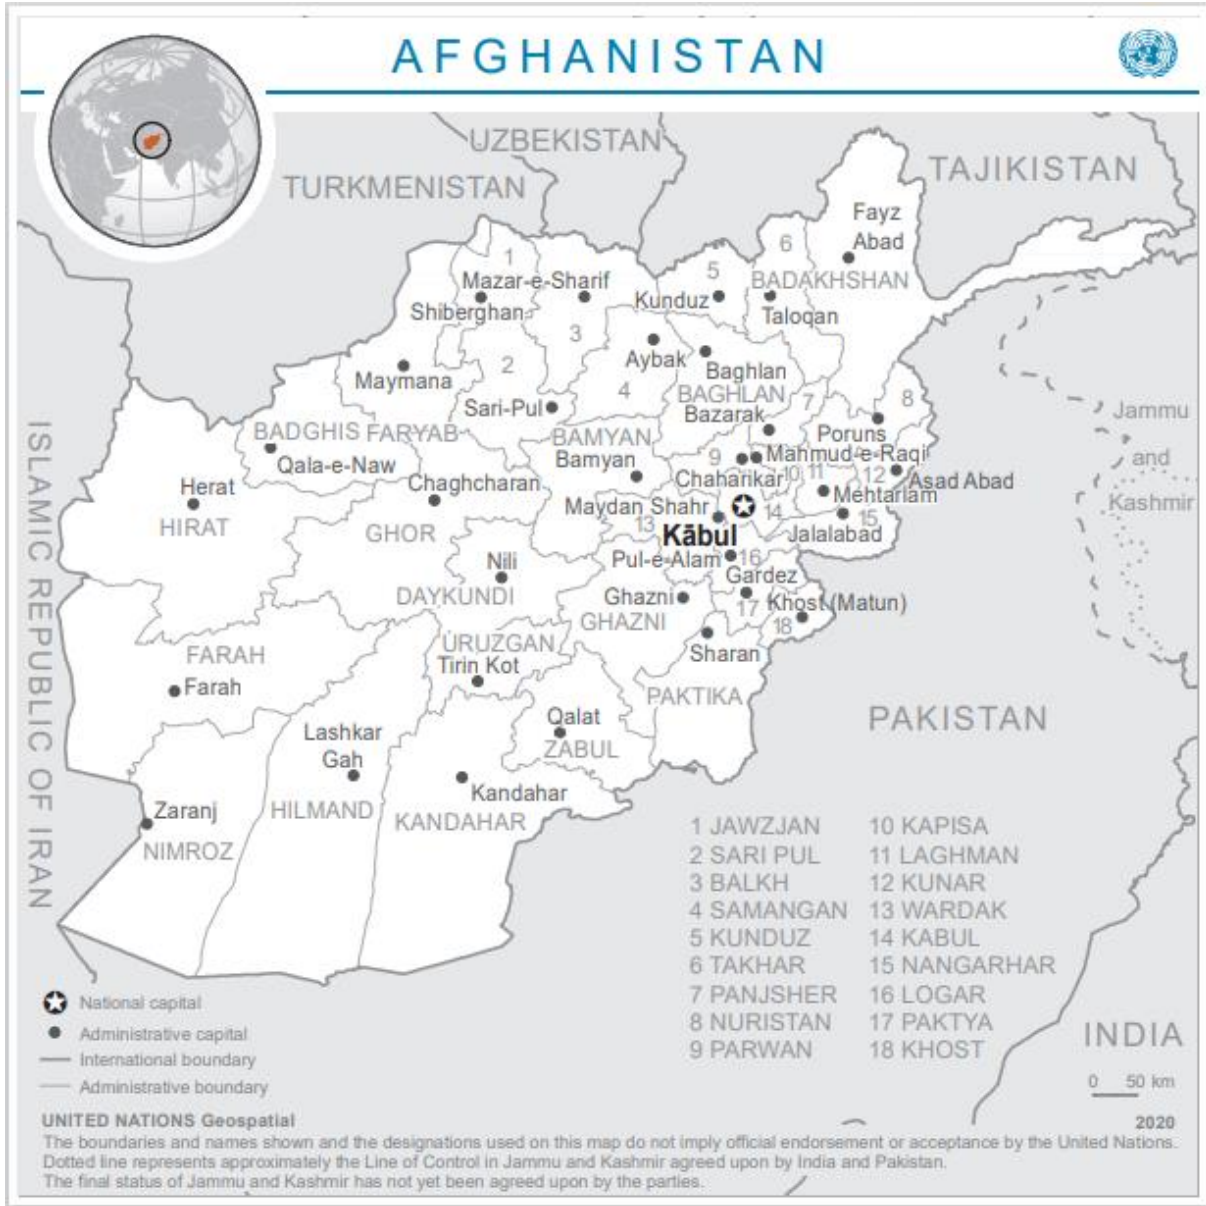 AFGHANISTAN
UZBEKISTAN
TAJIKISTAN
TURKMENISTAN
Fayz
Abad
6
1
5
BADAKHSHAN
Mazar-e-Sharif
Kunduz
Shiberghan
Taloqan
3
Aybak
Baghlan
2
Maymana
4
BAGHLAN
7
8
Sari-Pul
Bazarak
Jammu
BADGHIS
FARYAB
BAMYAN
Poruns
Qala-e-Naw
Bamyan
9
Mahmud-e-Raqi
and
Chaharikar
10
11
12
Asad Abad
Herat
Chaghcharan
Mehtarlam
Kashmir
HIRAT
GHOR
Maydan Shahr
13
14
15
Kābul
Jalalabad
Nili
Pul-e-Alam
16
Gardez
DAYKUNDI
Ghazni
17
Khost (Matun)
GHAZNI
18
URUZGAN
Sharan
FARAH
Tirin Kot
Farah
PAKTIKA
Qalat
PAKISTAN
Lashkar
Gah
ZABUL
Kandahar
Zaranj
HILMAND
KANDAHAR
NIMROZ
ISLAMIC REPUBLIC OF IRAN
1 JAWZJAN
2 SARI PUL
3 BALKH
4 SAMANGAN
5 KUNDUZ
6 TAKHAR
7 PANJSHER
8 NURISTAN
9 PARWAN
10 KAPISA
11 LAGHMAN
12 KUNAR
13 WARDAK
14 KABUL
15 NANGARHAR
16 LOGAR
17 PAKTYA
18 KHOST
INDIA
0 50 km
National capital
Administrative capital
International boundary
Administrative boundary
UNITED NATIONS Geospatial
2020
The boundaries and names shown and the designations used on this map do not imply official endorsement or acceptance by the United Nations.
Dotted line represents approximately the Line of Control in Jammu and Kashmir agreed upon by India and Pakistan.
The final status of Jammu and Kashmir has not yet been agreed upon by the parties.